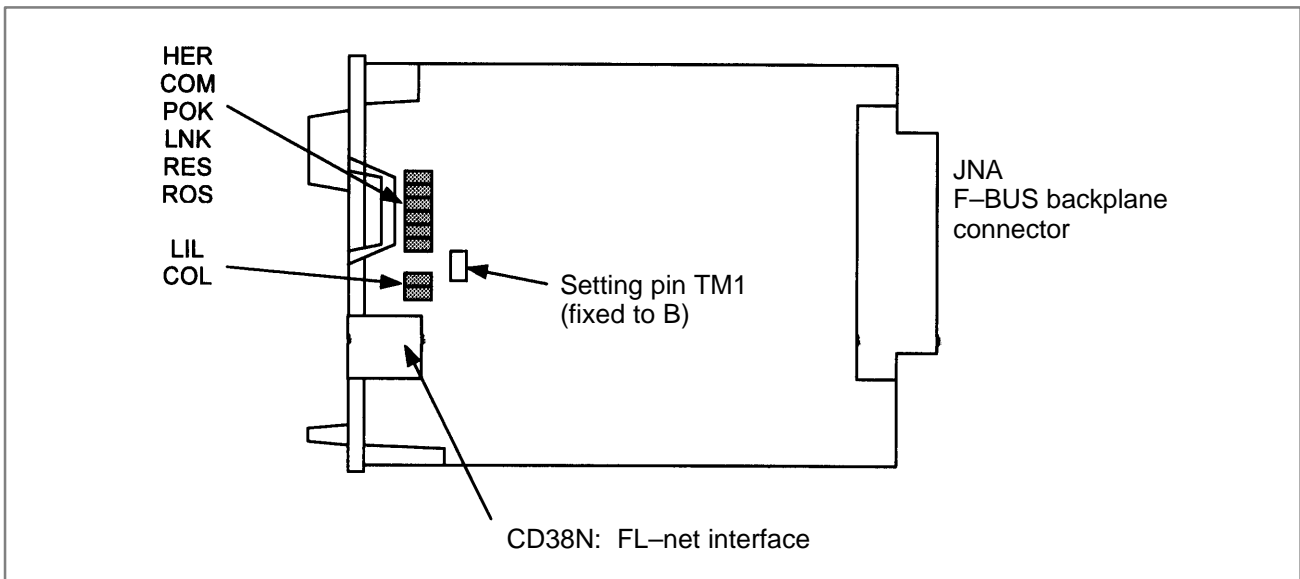 HER
COM
POK
LNK
RES
ROS
LIL
COL
JNA
F–BUS backplane
connector
Setting pin TM1
(fixed to B)
CD38N: FL–net interface